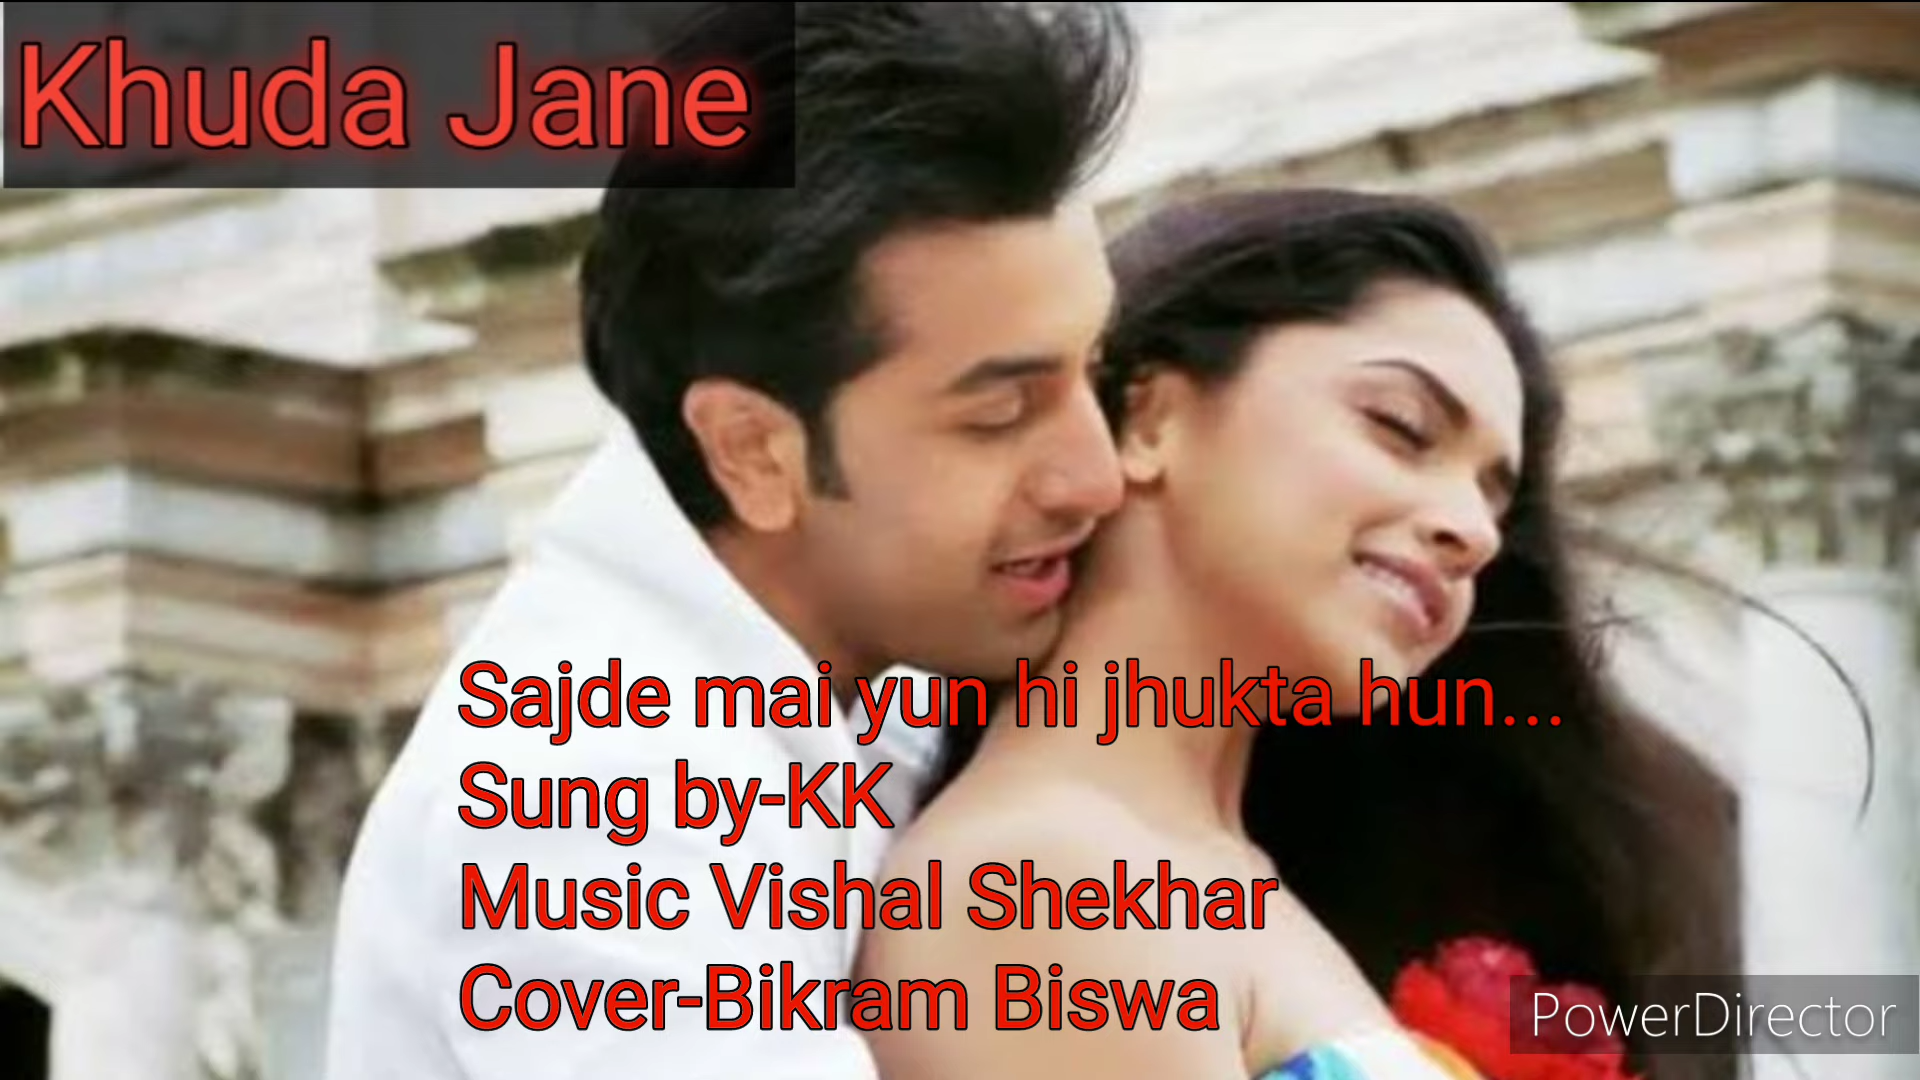 Khuda Jane
Sajde mai yun hi jhukta hun...
Sung by-KK
Music Vishal Shekhar
Cover-Bikram Biswa
PowerDirector